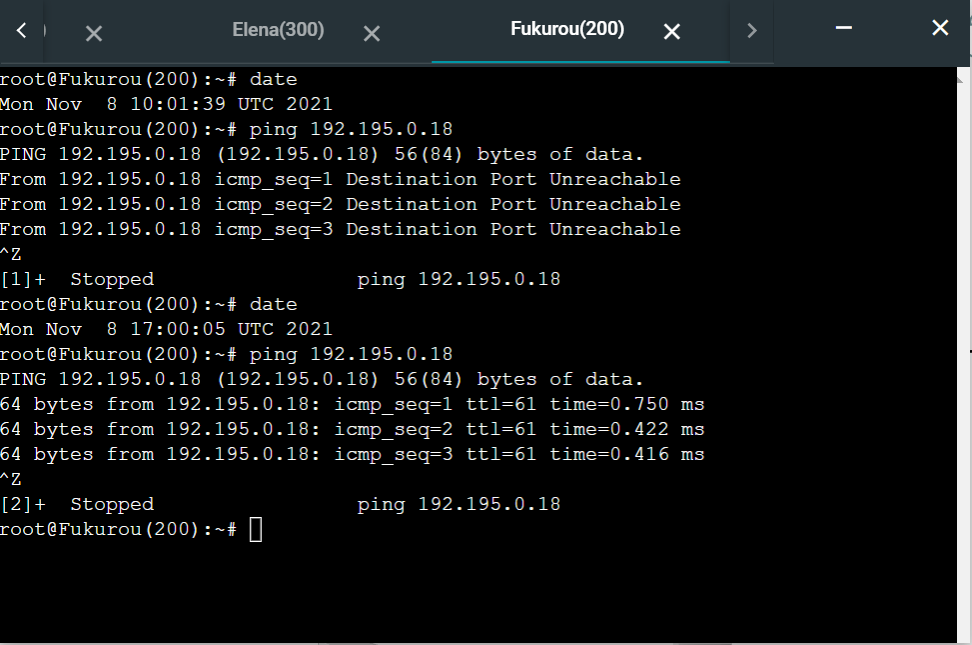 Elena(300)
Fukurou(200)
root@Fukurou(200):~# date
Mon Nov  8 10:01:39 UTC 2021
root@Fukurou(200):~# ping 192.195.0.18
PING 192.195.0.18 (192.195.0.18) 56(84) bytes of data.
From 192.195.0.18 icmp_seq=1 Destination Port Unreachable
From 192.195.0.18 icmp_seq=2 Destination Port Unreachable
From 192.195.0.18 icmp_seq=3 Destination Port Unreachable
^Z
[1]+  Stopped                 ping 192.195.0.18
root@Fukurou(200):~# date
Mon Nov  8 17:00:05 UTC 2021
root@Fukurou(200):~# ping 192.195.0.18
PING 192.195.0.18 (192.195.0.18) 56(84) bytes of data.
64 bytes from 192.195.0.18: icmp_seq=1 ttl=61 time=0.750 ms
64 bytes from 192.195.0.18: icmp_seq=2 ttl=61 time=0.422 ms
64 bytes from 192.195.0.18: icmp_seq=3 ttl=61 time=0.416 ms
^Z
[2]+  Stopped                 ping 192.195.0.18
root@Fukurou(200):~#